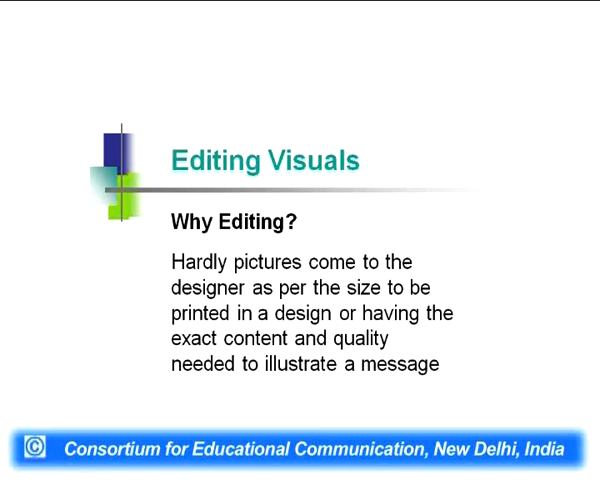 Editing Visuals
Why Editing?
Hardly pictures come to the
designer as per the size to be
printed in a design or having the
exact content and quality
needed to illustrate a message
© Consortium for Educational Communication, New Delhi, India